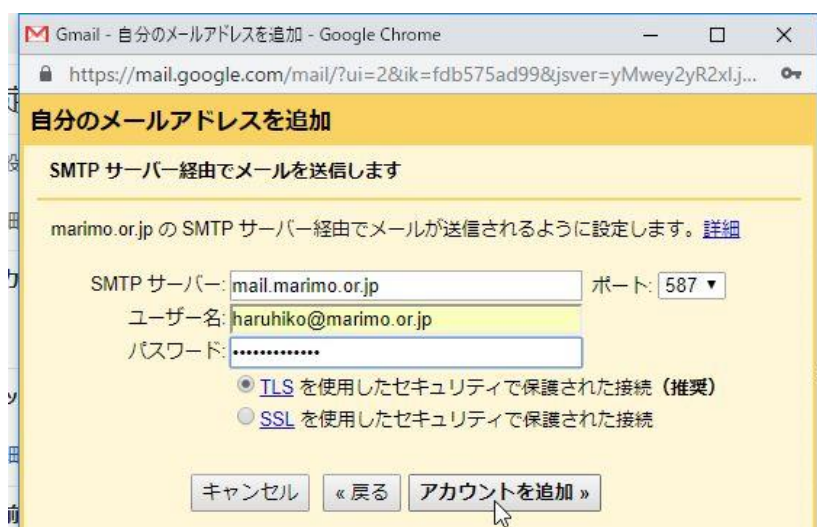 Gmail - 自分のメールアドレスを追加 - Google Chrome
https://mail.google.com/mail/?ui=2&ik=fdb575ad99&jsver=yMwey2yR2xl.j...
自分のメールアドレスを追加
SMTP サーバー経由でメールを送信します
marimo.or.jp の SMTP サーバー経由でメールが送信されるように設定します。詳細
SMTP サーバー: mail.marimo.or.jp ポート: 587
ユーザー名: haruhiko@marimo.or.jp
パスワード: •••••••••••••
TLS を使用したセキュリティで保護された接続 (推奨)
SSL を使用したセキュリティで保護された接続
キャンセル « 戻る アカウントを追加 »